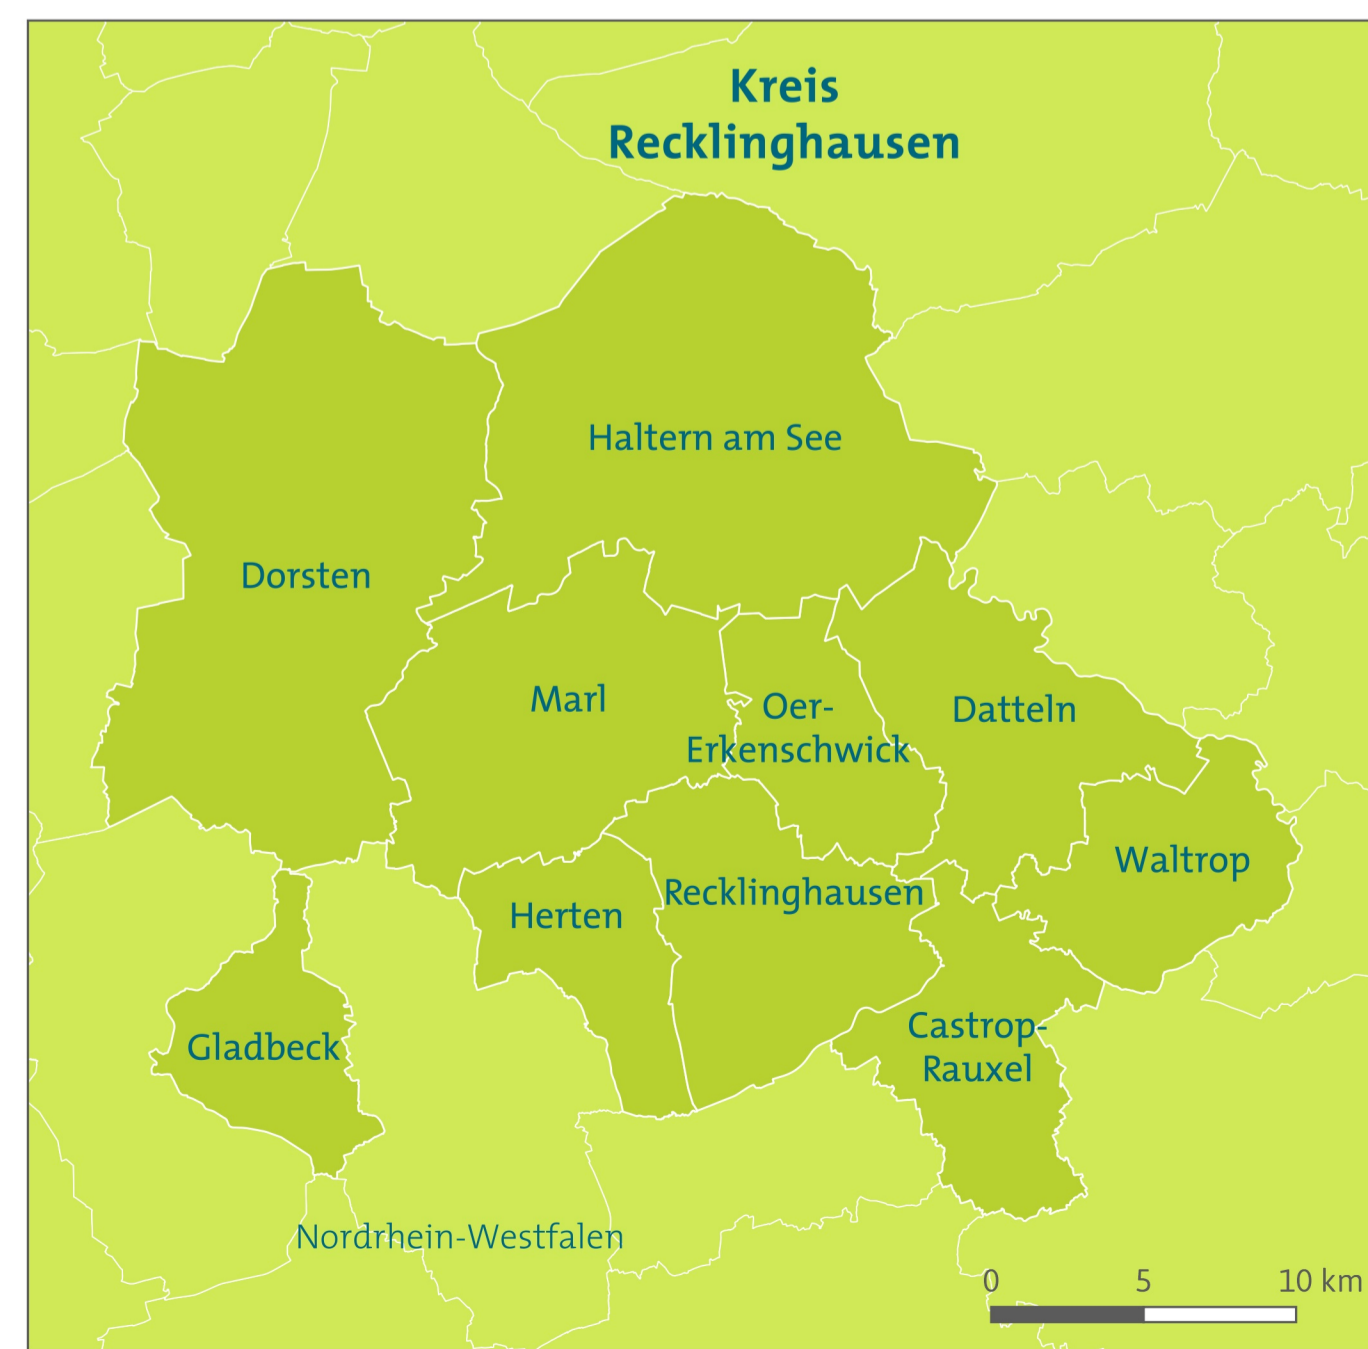 Kreis
Recklinghausen
Haltern am See
Dorsten
Marl
Oer-
Erkenschwick
Datteln
Waltrop
Recklinghausen
Herten
Castrop-
Rauxel
Gladbeck
Nordrhein-Westfalen
0 5 10 km